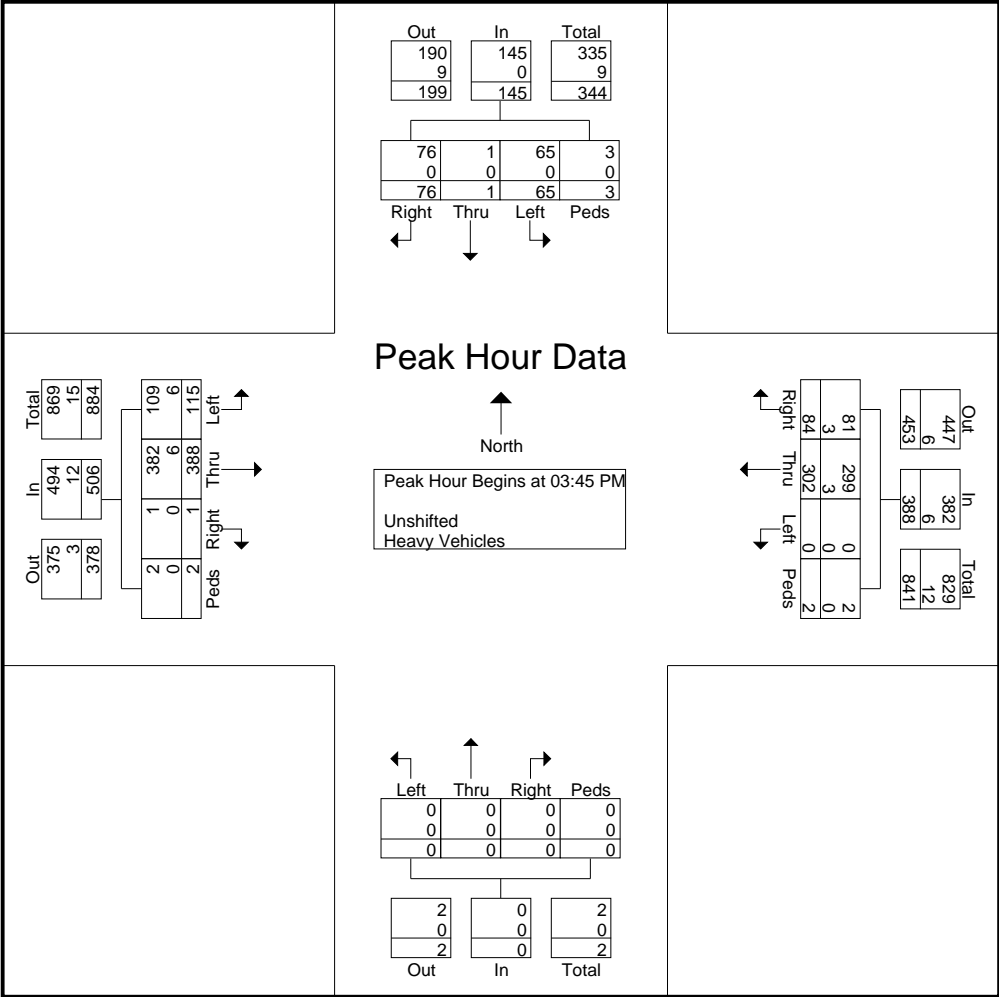 Out In Total
190 145 335
9 0 9
199 145 344
76 1 65 3
0 0 0 0
76 1 65 3
Right Thru Left Peds
Peak Hour Data
North
Peak Hour Begins at 03:45 PM
Unshifted
Heavy Vehicles
Total In Out
869 494 375
15 12 3
884 506 378
109 382 1 2
6 6 0 0
115 388 1 2
Left Thru Right Peds
Out In Total
447 382 829
6 6 12
453 388 841
81 299 0 2
3 3 0 0
84 302 0 2
Right Thru Left Peds
Left Thru Right Peds
0 0 0 0
0 0 0 0
0 0 0 0
2 0 2
0 0 0
2 0 2
Out In Total